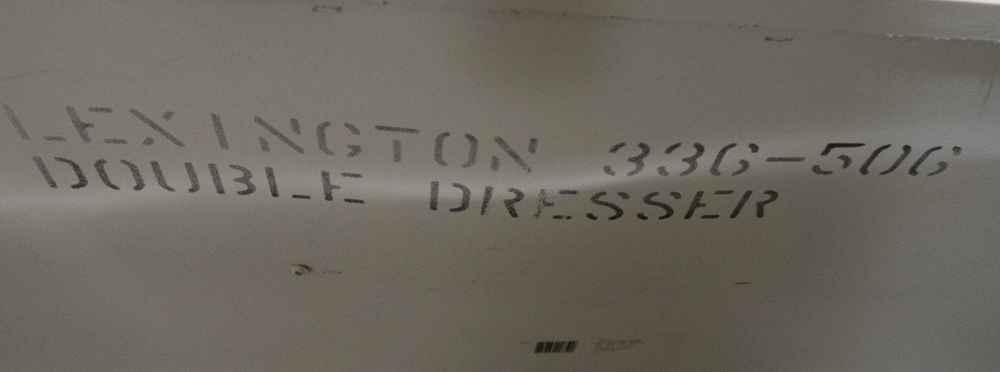 LEXINGTON 336-506
DOUBLE DRESSER